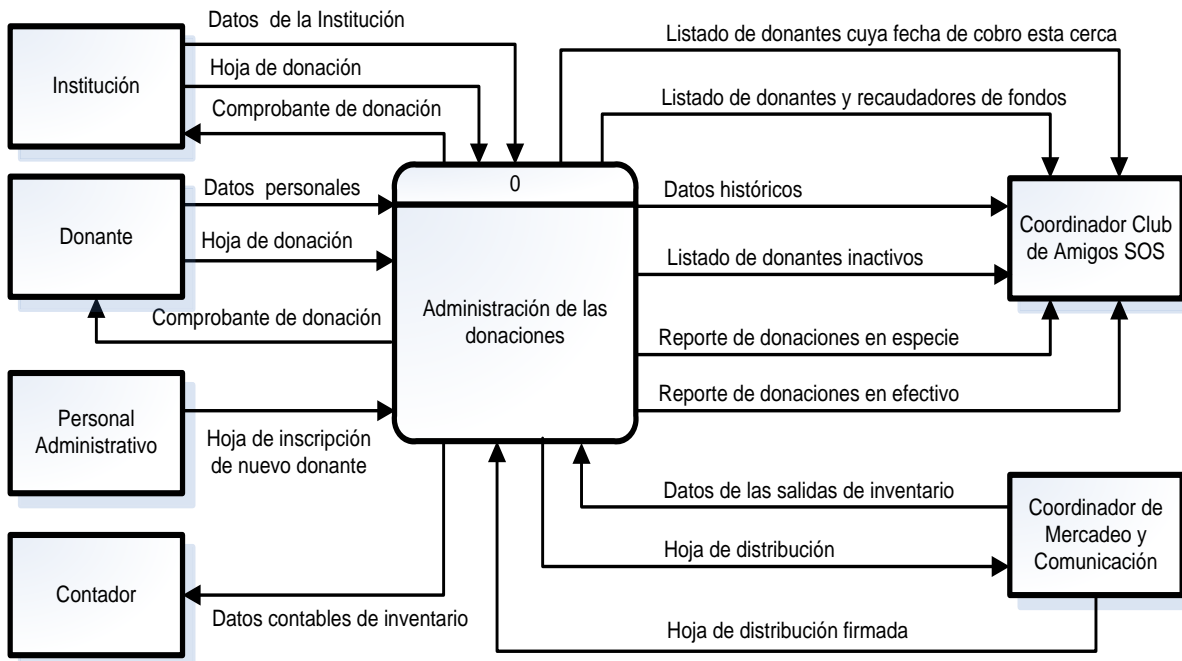 Datos de la Institución
Listado de donantes cuya fecha de cobro esta cerca
Institución
Hoja de donación
Comprobante de donación
Listado de donantes y recaudadores de fondos
0
Datos personales
Datos históricos
Donante
Hoja de donación
Coordinador Club
de Amigos SOS
Listado de donantes inactivos
Comprobante de donación
Administración de las
donaciones
Reporte de donaciones en especie
Reporte de donaciones en efectivo
Personal
Administrativo
Hoja de inscripción
de nuevo donante
Datos de las salidas de inventario
Coordinador de
Mercadeo y
Comunicación
Hoja de distribución
Contador
Datos contables de inventario
Hoja de distribución firmada